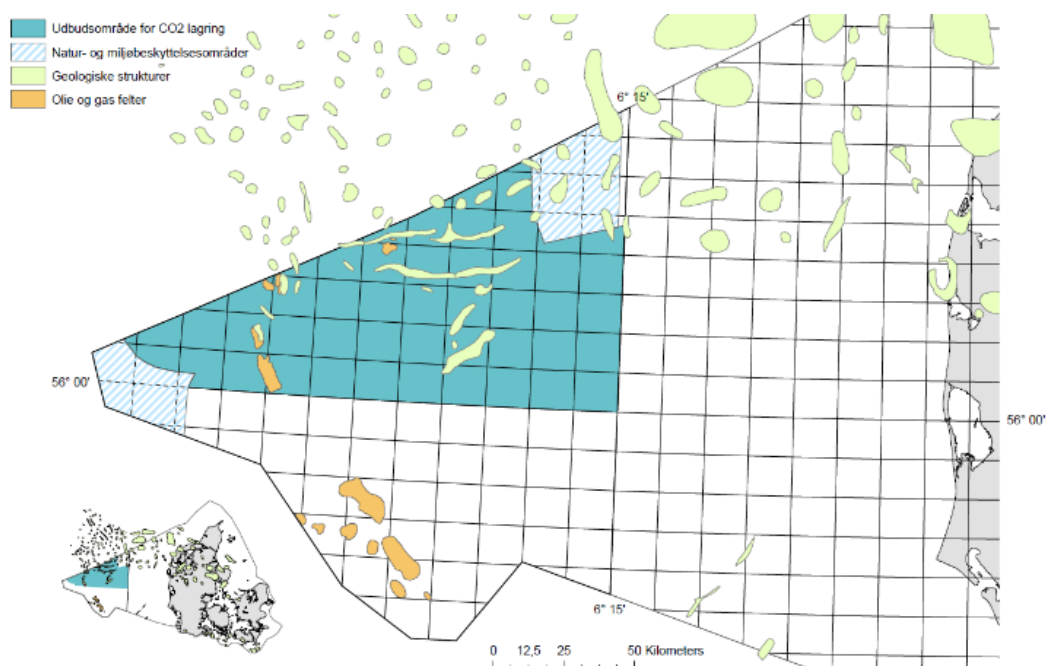 Udbudsområde for CO2 lagring
Natur- og miljøbeskyttelsesområder
Geologiske strukturer
Olie og gas felter
6° 15'
56° 00'
56° 00'
6° 15'
0 12,5 25 50 Kilometers